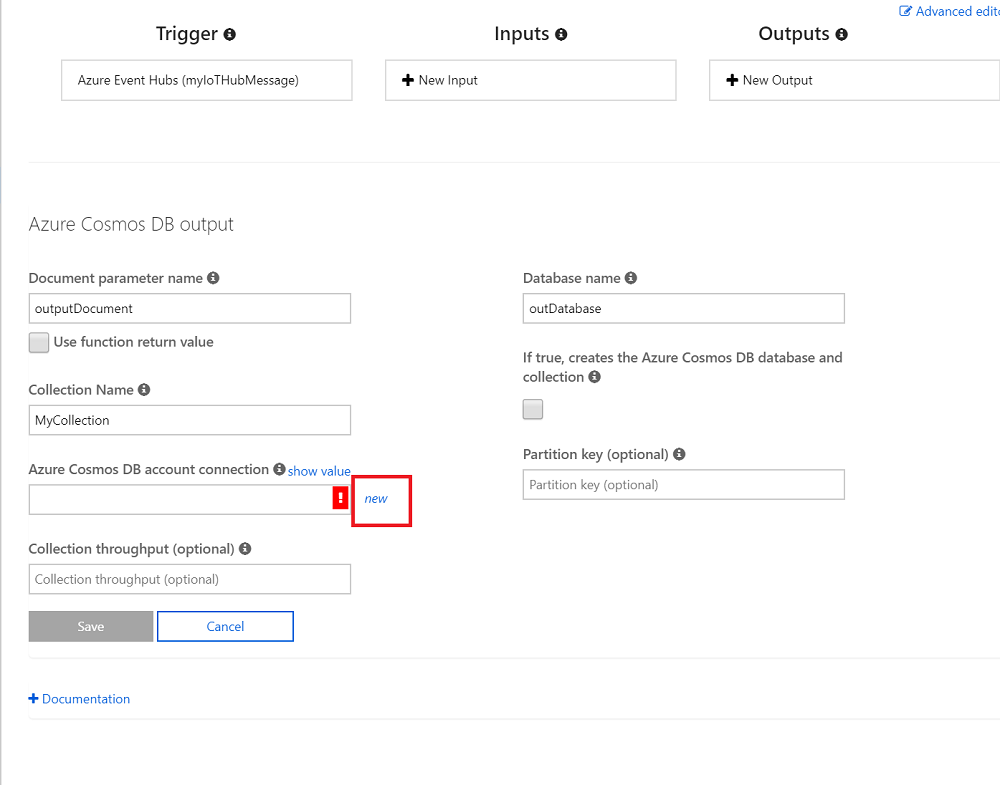 Advanced edito
Trigger
Inputs
Outputs
Azure Event Hubs (myIoTHubMessage)
New Input
New Output
Azure Cosmos DB output
Document parameter name
Database name
outputDocument
outDatabase
Use function return value
If true, creates the Azure Cosmos DB database and
collection
Collection Name
MyCollection
Azure Cosmos DB account connection show value
Partition key (optional)
Partition key (optional)
! new
Collection throughput (optional)
Collection throughput (optional)
Save
Cancel
Documentation